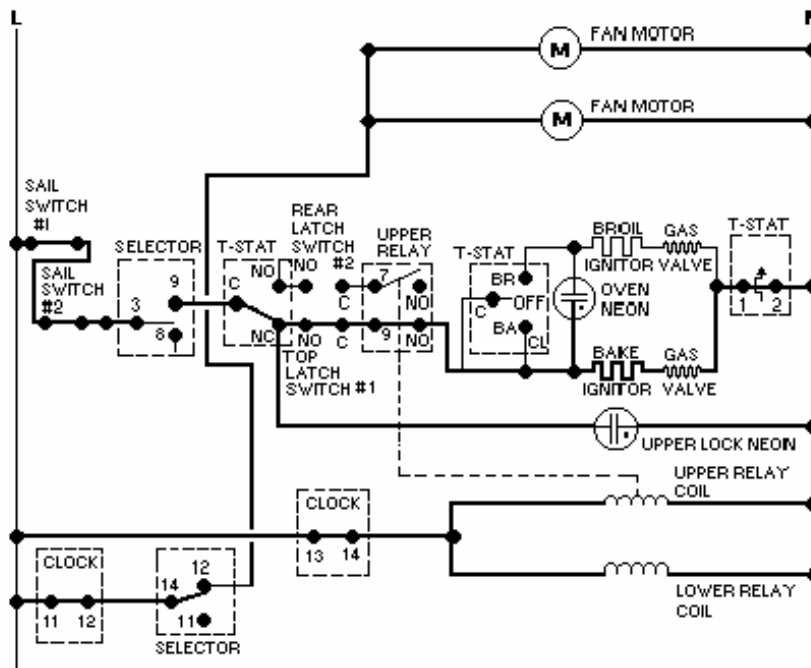 L
N
M
FAN MOTOR
M
FAN MOTOR
SAIL
SWITCH
#1
SAIL
SWITCH
#2
SELECTOR
9
3
8
T-STAT
C
NO
NC
REAR
LATCH
SWITCH
#2
NO
C
NO
C
TOP
LATCH
SWITCH #1
UPPER
RELAY
7
NO
9
NO
T-STAT
BR
C
OFF
BA
CL
BROIL
IGNITOR
GAS
VALVE
OVEN
NEON
BAIKE
IGNITOR
GAS
VALVE
T-STAT
1
2
UPPER LOCK NEOIN
UPPER RELAY
COIL
CLOCK
13
14
LOWER RELAY
COIL
CLOCK
11
12
14
12
11
SELECTOR